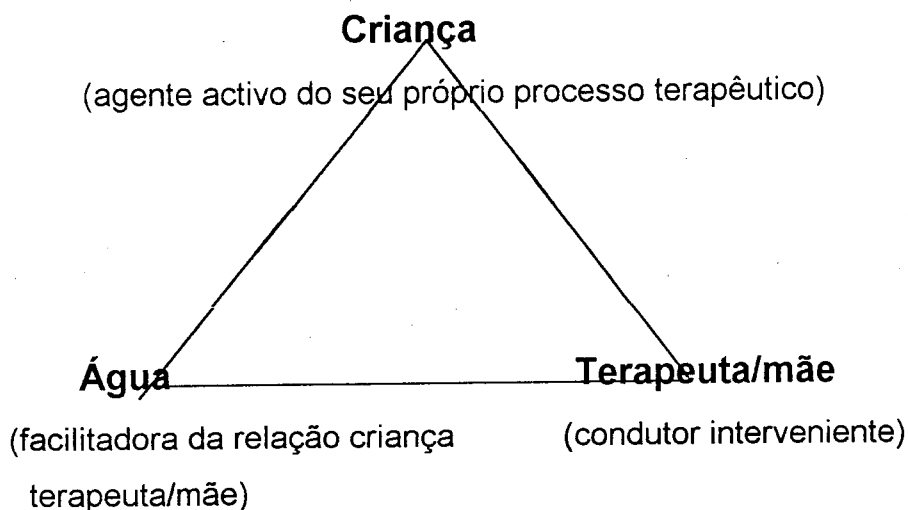 Criança
(agente activo do seu próprio processo terapêutico)
Água
Terapeuta/mãe
(facilitadora da relação criança
terapeuta/mãe)
(condutor interveniente)